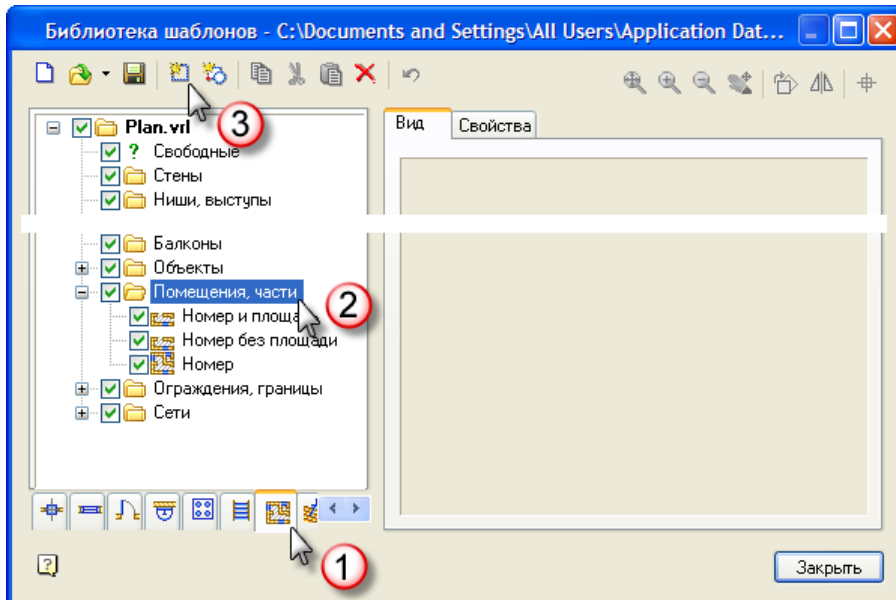 Библиотека шаблонов - C:\Documents and Settings\All Users\Application Dat...
3
Plan.vrl
? Свободные
Стены
Ниши, выступы
Балконы
Объекты
Помещения, части
2
Номер и площа
Номер без площади
Номер
Ограждения, границы
Сети
Вид Свойства
1
?
Закрыть